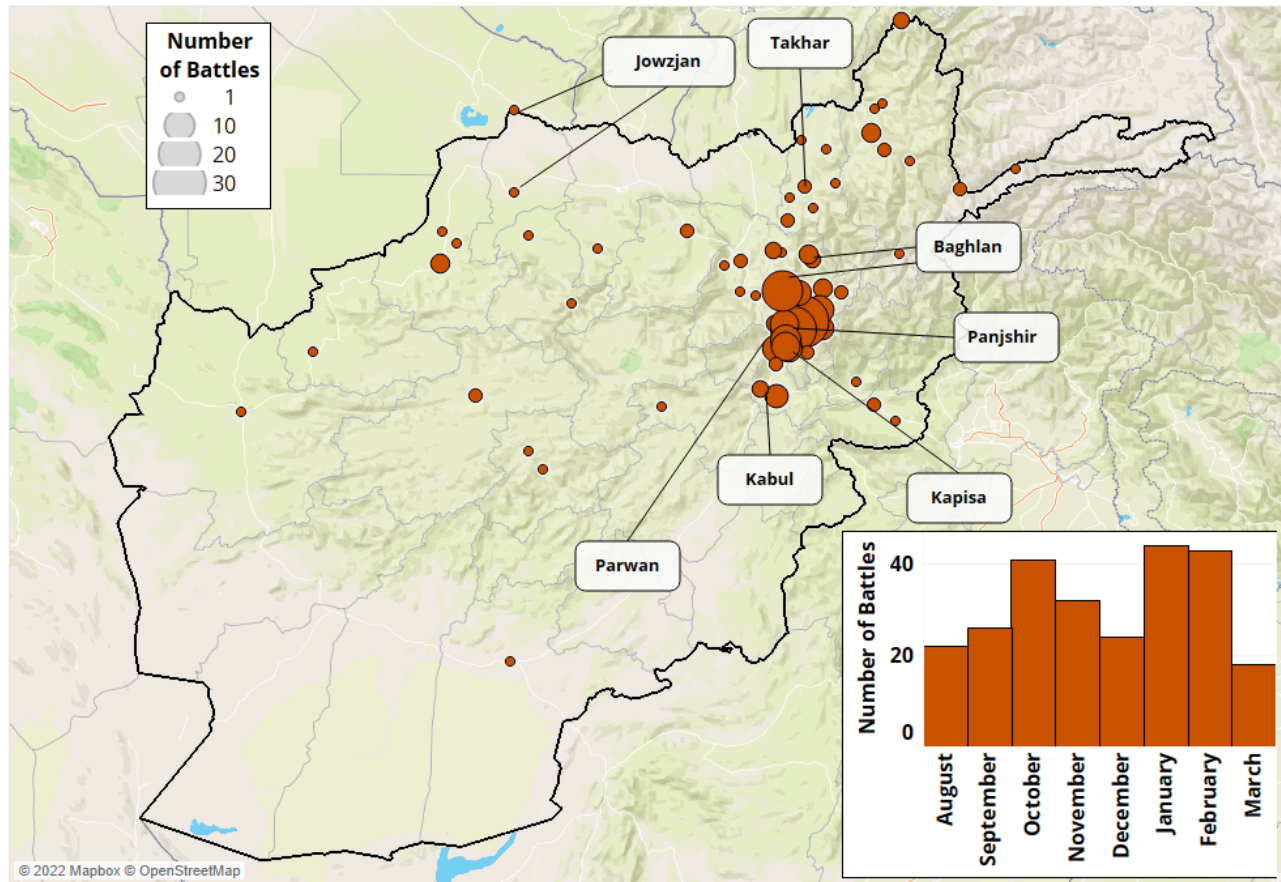 Number
of Battles
1
10
20
30
Jowzjan
Takhar
Baghlan
Panjshir
Kabul
Kapisa
Parwan
Number of Battles
40
20
0
August
September
October
November
December
January
February
March
© 2022 Mapbox © OpenStreetMap